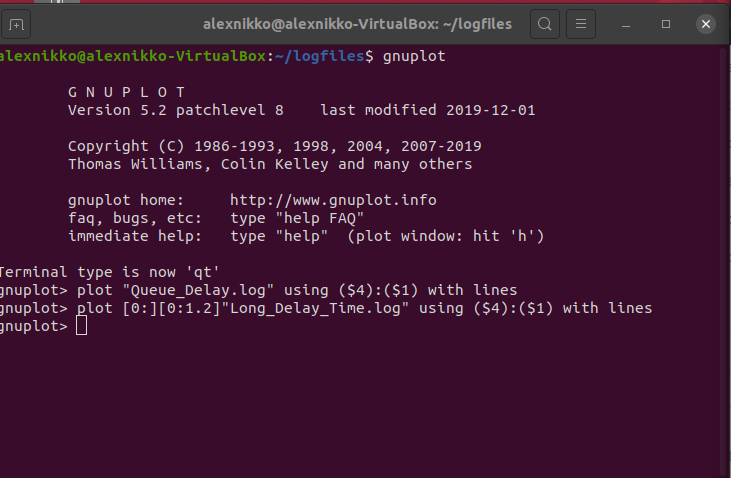 alexnikko@alexnikko-VirtualBox: ~/logfiles
alexnikko@alexnikko-VirtualBox:~/logfiles$ gnuplot
G N U P L O T
Version 5.2 patchlevel 8    last modified 2019-12-01
Copyright (C) 1986-1993, 1998, 2004, 2007-2019
Thomas Williams, Colin Kelley and many others
gnuplot home:     http://www.gnuplot.info
faq, bugs, etc:   type "help FAQ"
immediate help:   type "help"  (plot window: hit 'h')
Terminal type is now 'qt'
gnuplot> plot "Queue_Delay.log" using ($4):($1) with lines
gnuplot> plot [0:][0:1.2]"Long_Delay_Time.log" using ($4):($1) with lines
gnuplot>